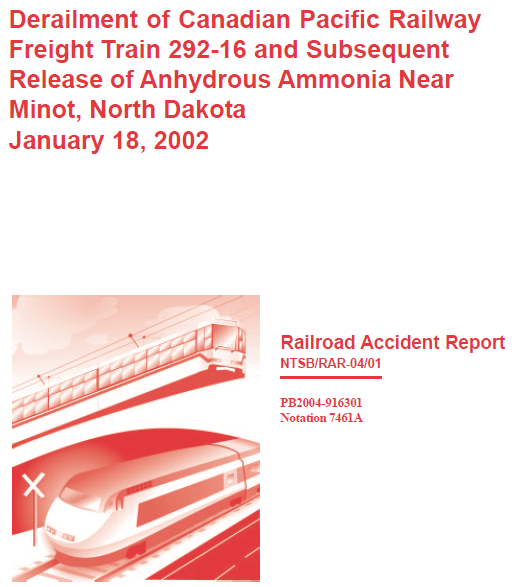 Derailment of Canadian Pacific Railway
Freight Train 292-16 and Subsequent
Release of Anhydrous Ammonia Near
Minot, North Dakota
January 18, 2002
Railroad Accident Report
NTSB/RAR-04/01
PB2004-916301
Notation 7461A